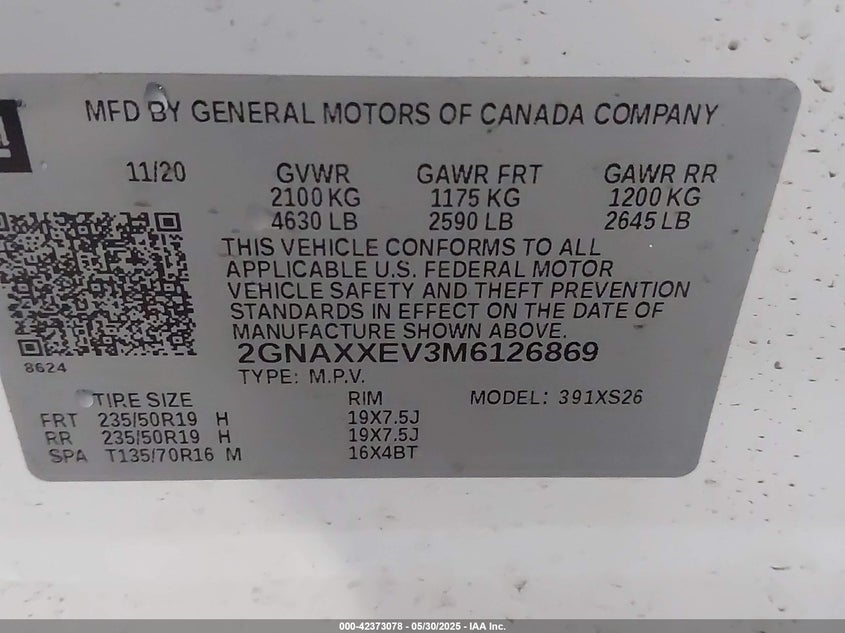 MFD BY GENERAL MOTORS OF CANADA COMPANY
11/20 GVWR GAWR FRT GAWR RR
2100 KG 1175 KG 1200 KG
4630 LB 2590 LB 2645 LB
THIS VEHICLE CONFORMS TO ALL
APPLICABLE U.S. FEDERAL MOTOR
VEHICLE SAFETY AND THEFT PREVENTION
STANDARDS IN EFFECT ON THE DATE OF
MANUFACTURE SHOWN ABOVE.
2GNAXXEV3M6126869
8624
TYPE: M.P.V.
TIRE SIZE RIM MODEL: 391XS26
FRT 235/50R19 H 19X7.5J
RR 235/50R19 H 19X7.5J
SPA T135/70R16 M 16X4BT
000-42373078 - 05/30/2025 - IAA Inc.